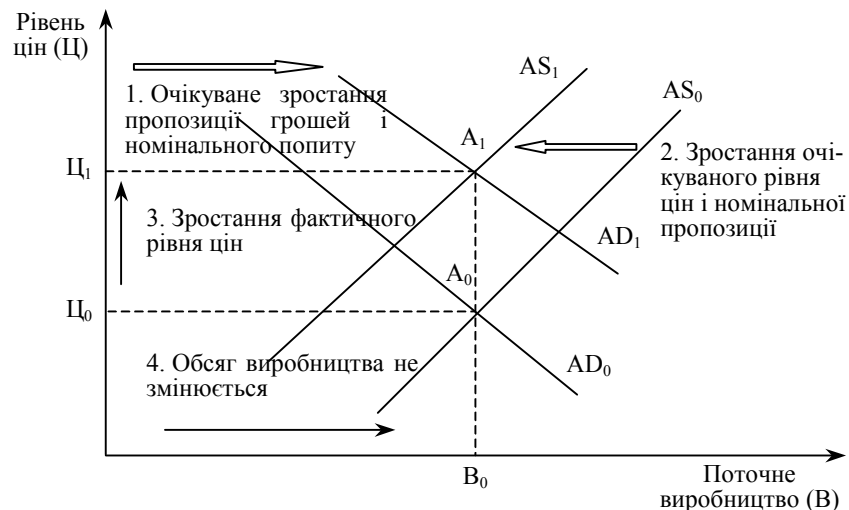 Рівень
цін (Ц)
1. Очікуване зростання
пропозиції грошей і
номінального попиту
AS₁
AS₀
A₁
2. Зростання очі-
куваного рівня
цін і номінальної
пропозиції
Ц₁
3. Зростання фактичного
рівня цін
AD₁
A₀
Ц₀
4. Обсяг виробництва не
змінюється
AD₀
В₀
Поточне
виробництво (В)